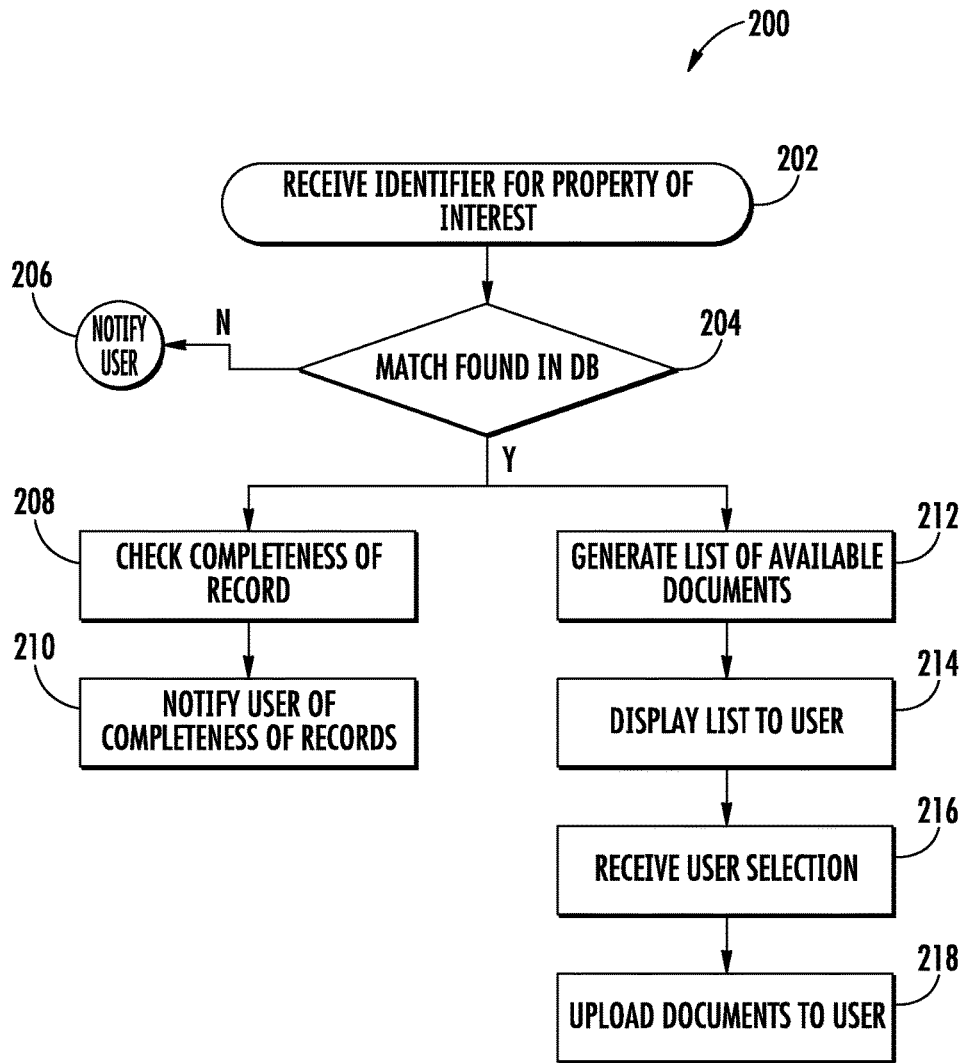 200
RECEIVE IDENTIFIER FOR PROPERTY OF
INTEREST
202
206
NOTIFY
USER
N
MATCH FOUND IN DB
204
Y
208
CHECK COMPLETENESS OF
RECORD
212
GENERATE LIST OF AVAILABLE
DOCUMENTS
210
NOTIFY USER OF
COMPLETENESS OF RECORDS
214
DISPLAY LIST TO USER
216
RECEIVE USER SELECTION
218
UPLOAD DOCUMENTS TO USER